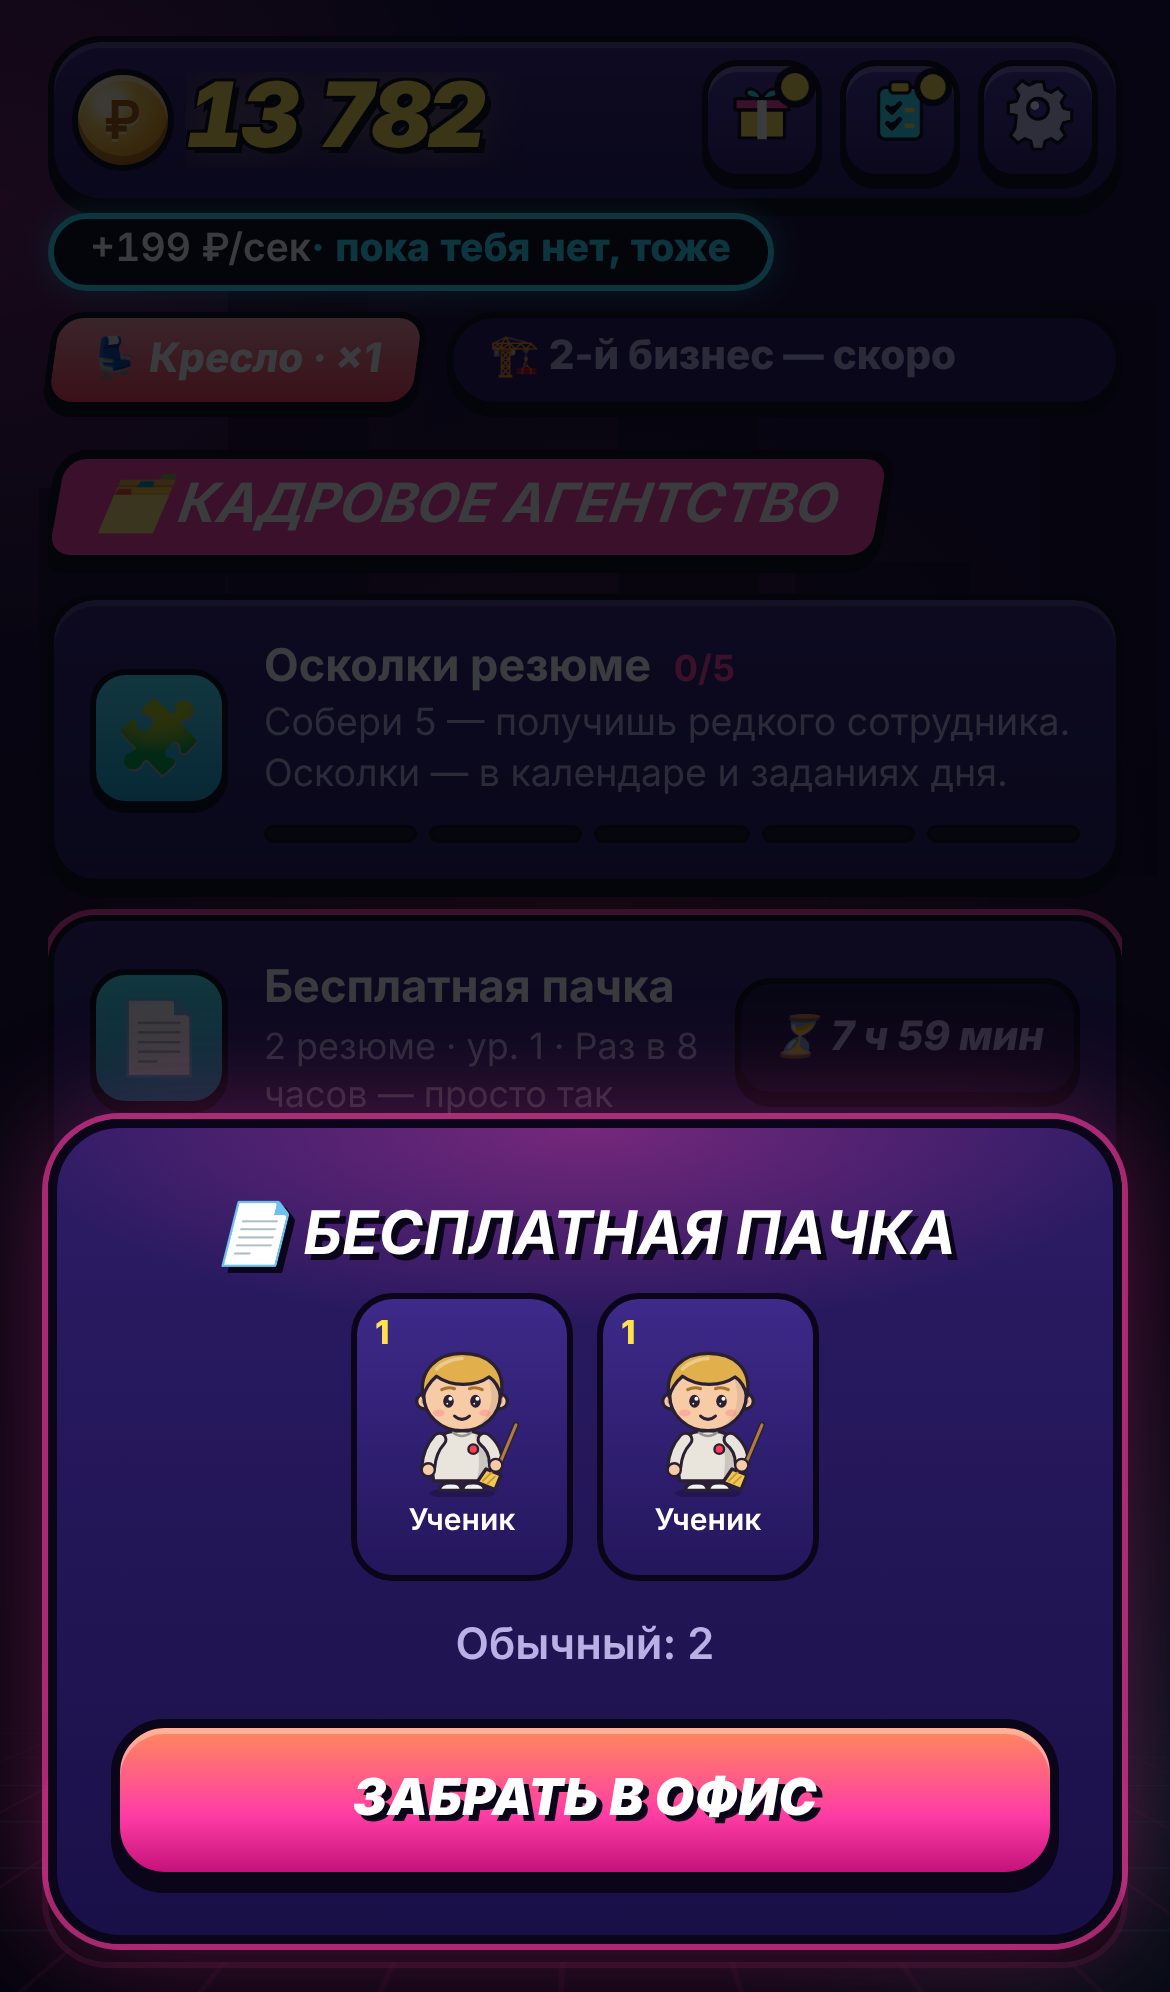 ₽ 13 782
+199 ₽/сек· пока тебя нет, тоже
Кресло · ×1
2-й бизнес — скоро
КАДРОВОЕ АГЕНТСТВО
Осколки резюме 0/5
Собери 5 — получишь редкого сотрудника.
Осколки — в календаре и заданиях дня.
Бесплатная пачка
2 резюме · ур. 1 · Раз в 8
часов — просто так
7 ч 59 мин
БЕСПЛАТНАЯ ПАЧКА
1
Ученик
1
Ученик
Обычный: 2
ЗАБРАТЬ В ОФИС